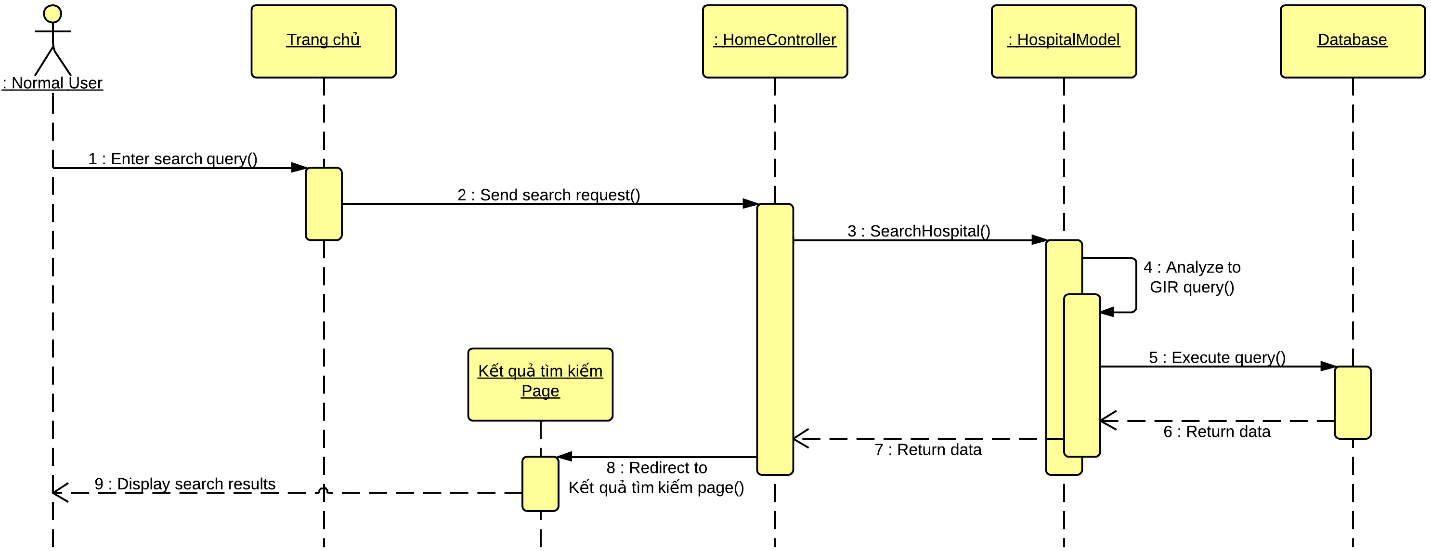 : Normal User
Trang chủ
: HomeController
: HospitalModel
Database
1 : Enter search query()
2 : Send search request()
3 : SearchHospital()
4 : Analyze to
GIR query()
5 : Execute query()
6 : Return data
7 : Return data
Kết quả tìm kiếm
Page
8 : Redirect to
Kết quả tìm kiếm page()
9 : Display search results